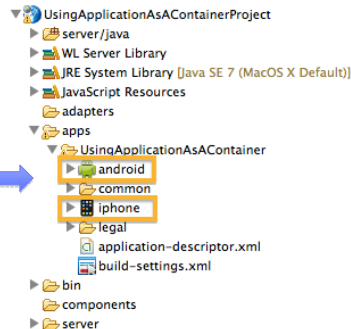 UsingApplicationAsAContainerProject
server/java
WL Server Library
JRE System Library [Java SE 7 (MacOS X Default)]
JavaScript Resources
adapters
apps
UsingApplicationAsAContainer
android
common
iphone
legal
application-descriptor.xml
build-settings.xml
bin
components
server